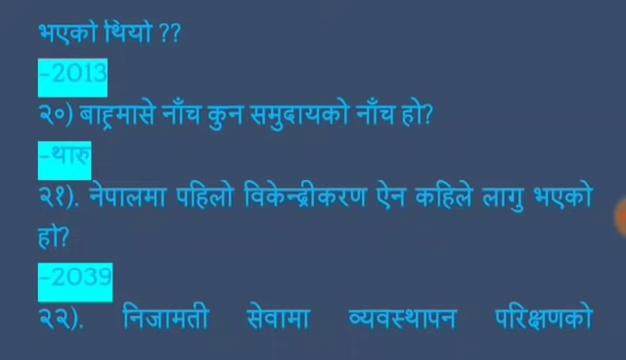 भएको थियो ??
-2013
२०) बाह्रमासे नाँच कुन समुदायको नाँच हो?
-थारु
२१). नेपालमा पहिलो विकेन्द्रीकरण ऐन कहिले लागु भएको
हो?
-2039
२२). निजामती सेवामा व्यवस्थापन परिक्षणको